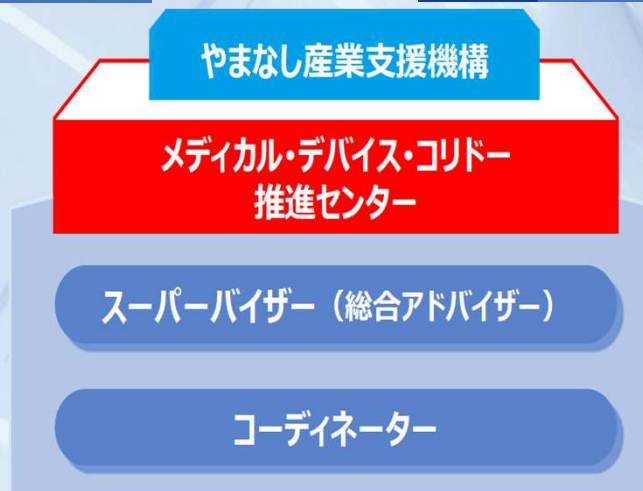 やまなし産業支援機構
メディカル・デバイス・コリドー
推進センター
スーパーバイザー（総合アドバイザー）
コーディネーター